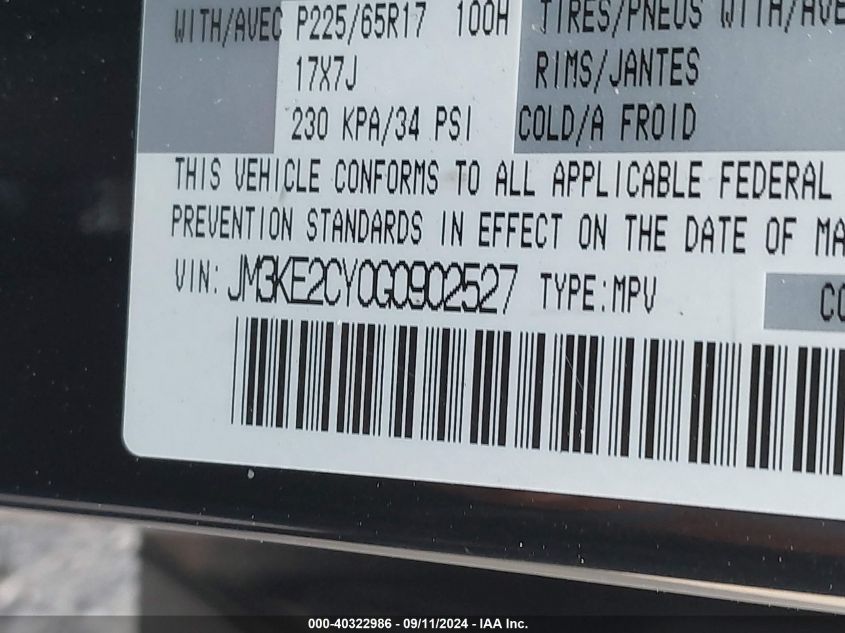 WITH/AVEC P225/65R17 100H TIRES/PNEUS WITH/AVE
17X7J RIMS/JANTES
230 KPA/34 PSI COLD/A FROID
THIS VEHICLE CONFORMS TO ALL APPLICABLE FEDERAL
PREVENTION STANDARDS IN EFFECT ON THE DATE OF MA
VIN: JM3KE2CY0G0902527 TYPE:MPV CO
000-40322986 - 09/11/2024 - IAA Inc.